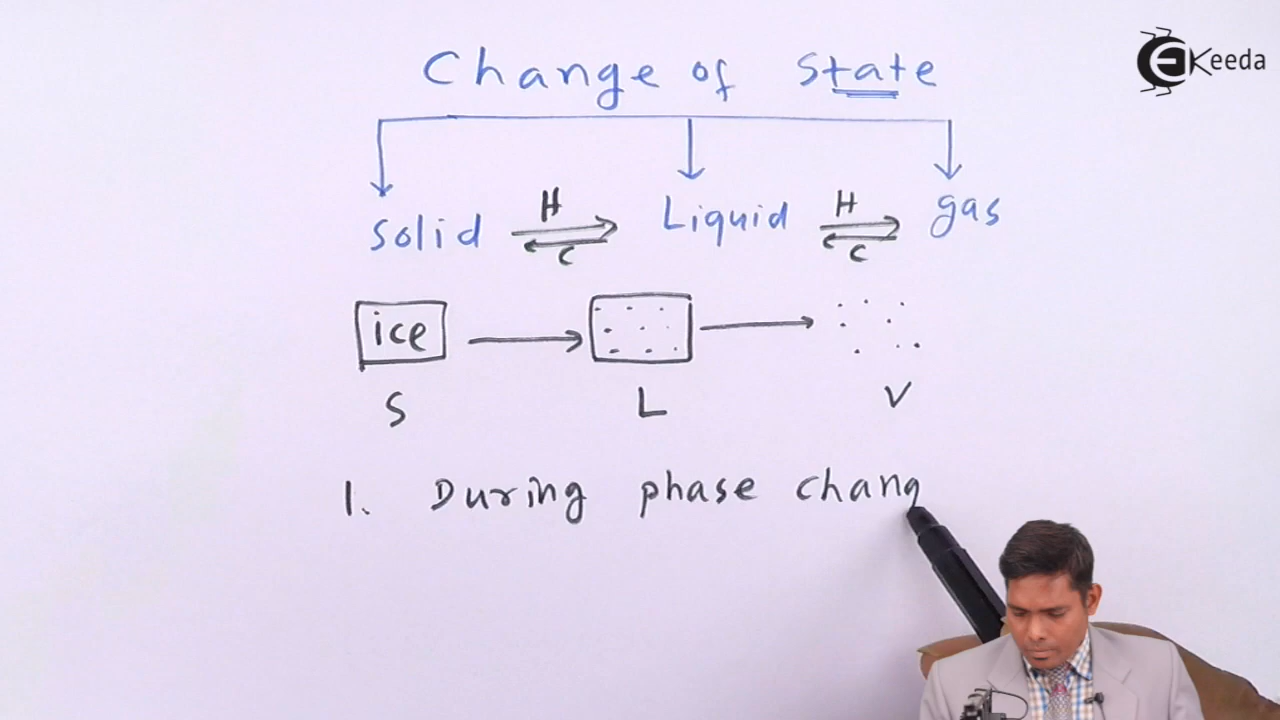 Change of State
Solid H C Liquid H C gas
ice
S L V
1. During phase chang
EKeeda